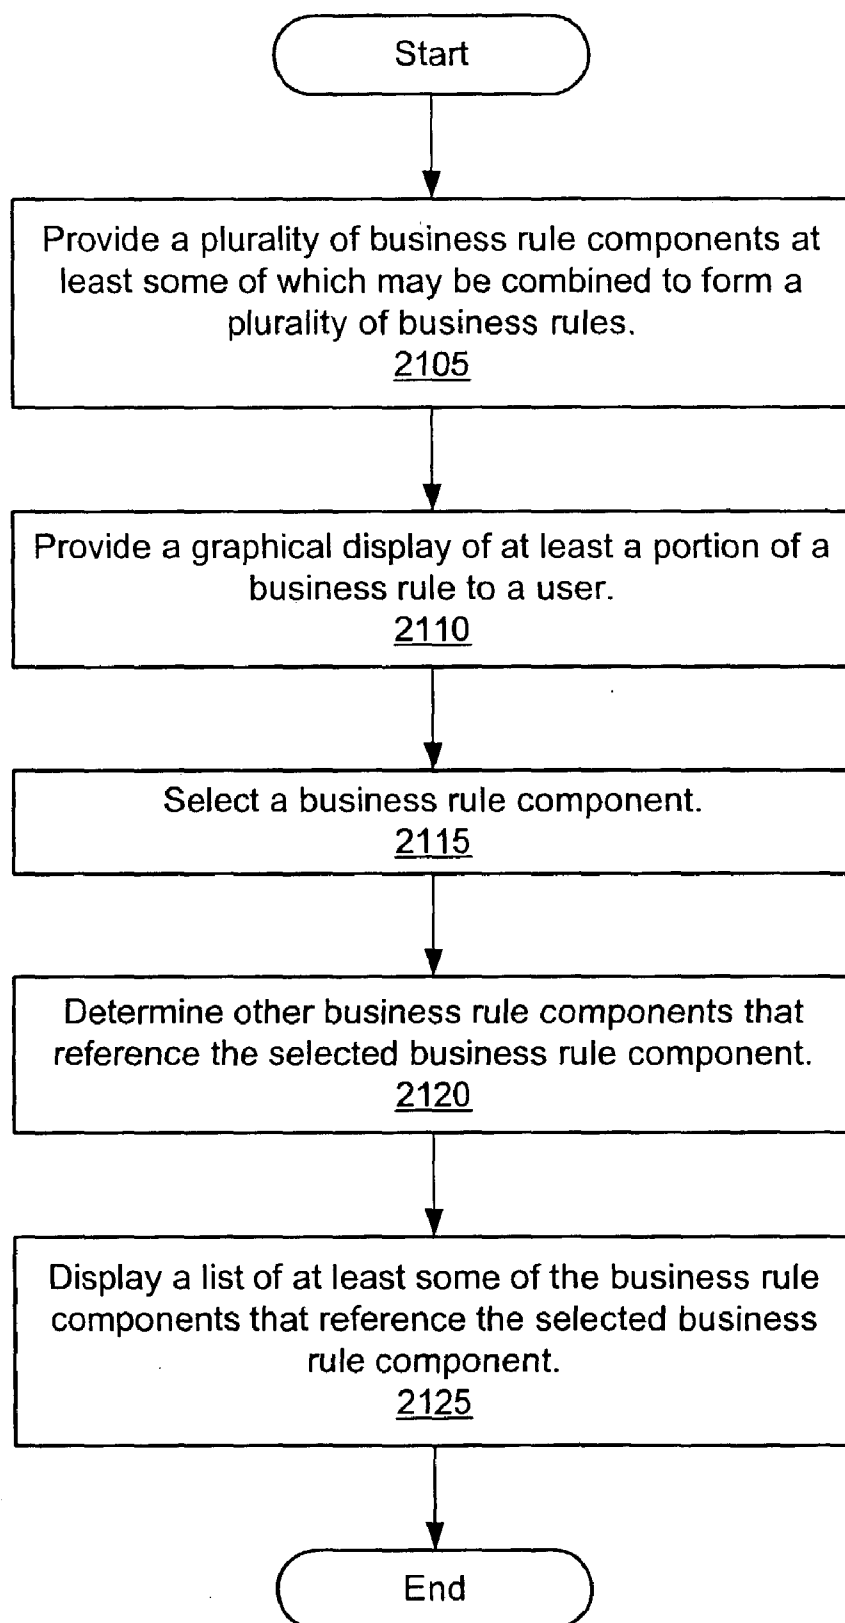 Start
Provide a plurality of business rule components at
least some of which may be combined to form a
plurality of business rules.
2105
Provide a graphical display of at least a portion of a
business rule to a user.
2110
Select a business rule component.
2115
Determine other business rule components that
reference the selected business rule component.
2120
Display a list of at least some of the business rule
components that reference the selected business
rule component.
2125
End